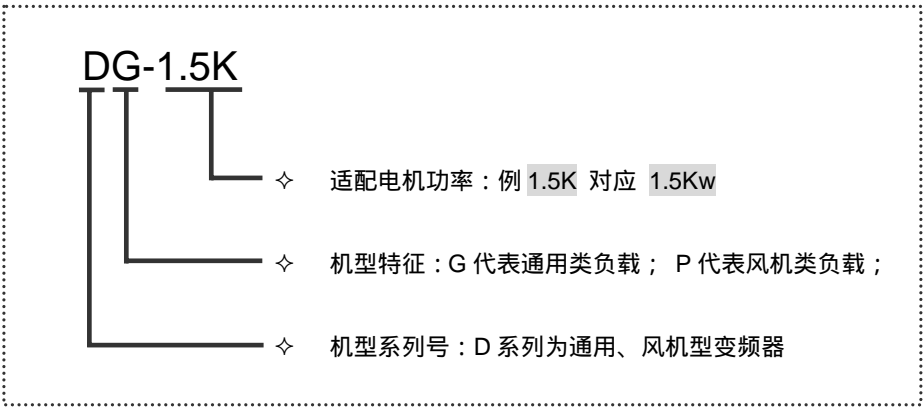 DG-1.5K
✧ 适配电机功率：例 1.5K 对应 1.5Kw
✧ 机型特征：G 代表通用类负载； P 代表风机类负载；
✧ 机型系列号：D 系列为通用、风机型变频器